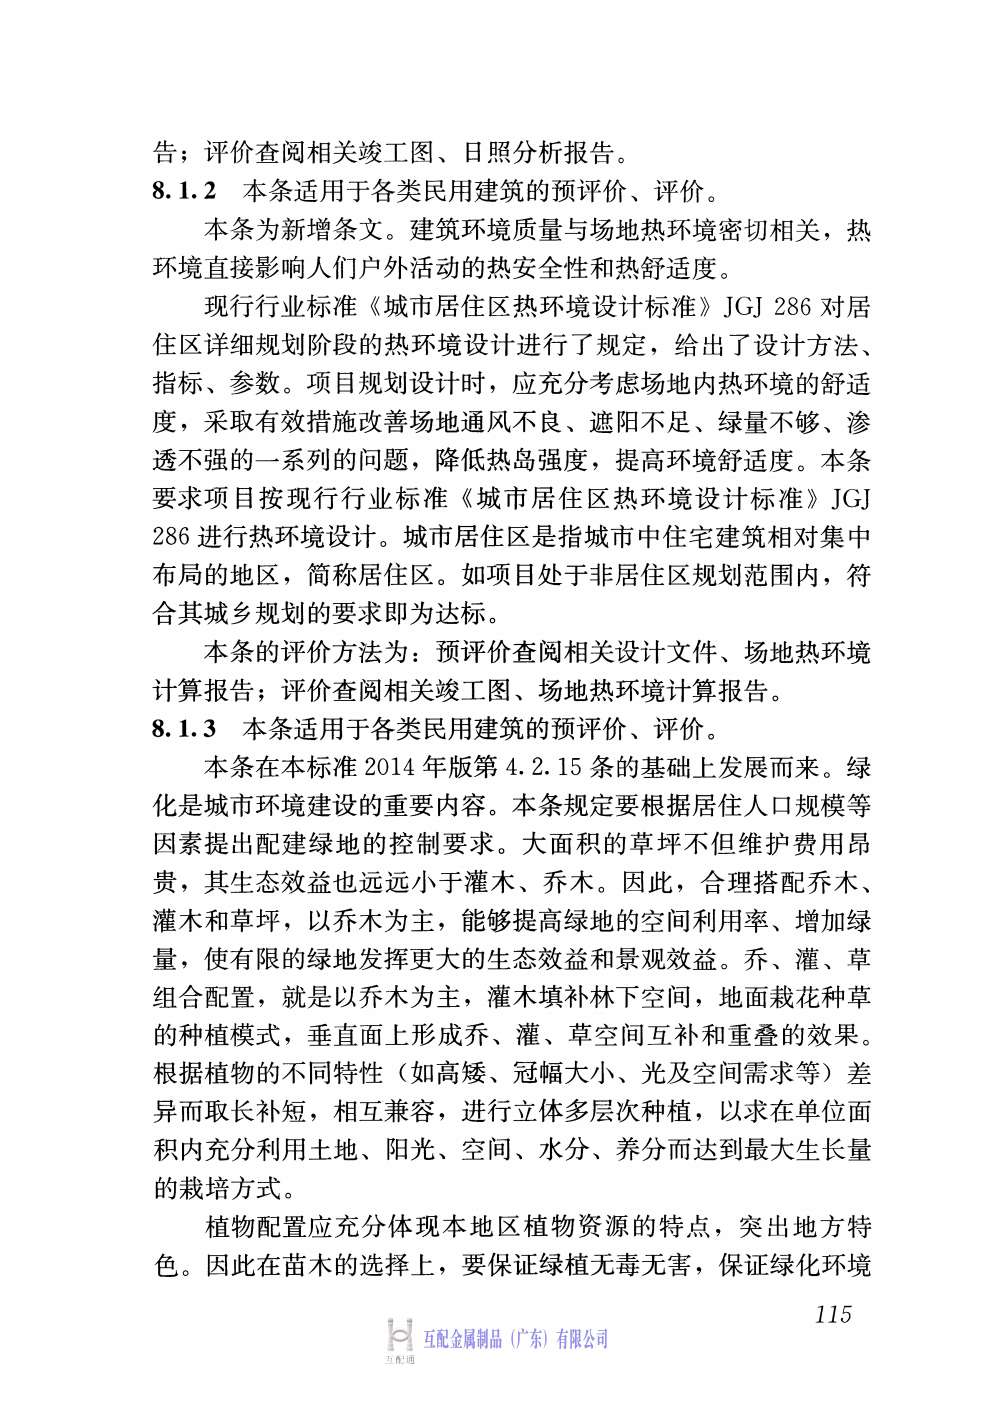 告；评价查阅相关竣工图、日照分析报告。
8.1.2 本条适用于各类民用建筑的预评价、评价。
本条为新增条文。建筑环境质量与场地热环境密切相关，热
环境直接影响人们户外活动的热安全性和热舒适度。
现行行业标准《城市居住区热环境设计标准》JGJ 286 对居
住区详细规划阶段的热环境设计进行了规定，给出了设计方法、
指标、参数。项目规划设计时，应充分考虑场地内热环境的舒适
度，采取有效措施改善场地通风不良、遮阳不足、绿量不够、渗
透不强的一系列的问题，降低热岛强度，提高环境舒适度。本条
要求项目按现行行业标准《城市居住区热环境设计标准》JGJ
286 进行热环境设计。城市居住区是指城市中住宅建筑相对集中
布局的地区，简称居住区。如项目处于非居住区规划范围内，符
合其城乡规划的要求即为达标。
本条的评价方法为：预评价查阅相关设计文件、场地热环境
计算报告；评价查阅相关竣工图、场地热环境计算报告。
8.1.3 本条适用于各类民用建筑的预评价、评价。
本条在本标准 2014 年版第 4.2.15 条的基础上发展而来。绿
化是城市环境建设的重要内容。本条规定要根据居住人口规模等
因素提出配建绿地的控制要求。大面积的草坪不但维护费用昂
贵，其生态效益也远远小于灌木、乔木。因此，合理搭配乔木、
灌木和草坪，以乔木为主，能够提高绿地的空间利用率、增加绿
量，使有限的绿地发挥更大的生态效益和景观效益。乔、灌、草
组合配置，就是以乔木为主，灌木填补林下空间，地面栽花种草
的种植模式，垂直面上形成乔、灌、草空间互补和重叠的效果。
根据植物的不同特性（如高矮、冠幅大小、光及空间需求等）差
异而取长补短，相互兼容，进行立体多层次种植，以求在单位面
积内充分利用土地、阳光、空间、水分、养分而达到最大生长量
的栽培方式。
植物配置应充分体现本地区植物资源的特点，突出地方特
色。因此在苗木的选择上，要保证绿植无毒无害，保证绿化环境
115
互配金属制品（广东）有限公司
互配通